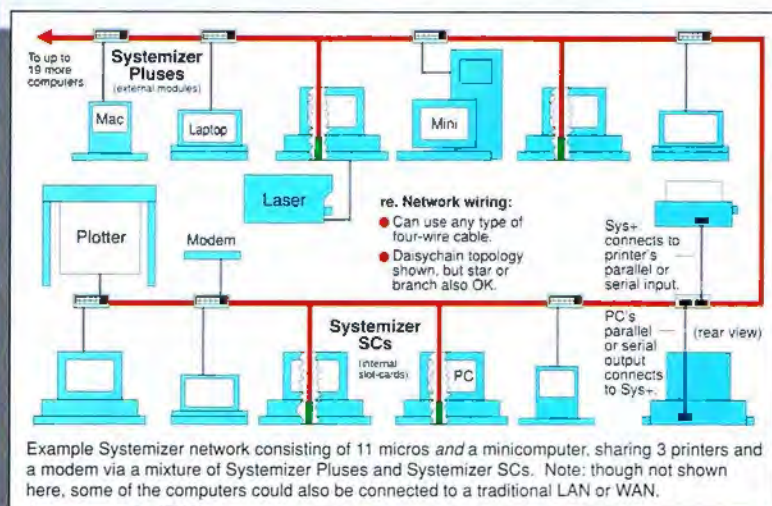 To up to
19 more
computers
Systemizer
Pluses
(external modules)
Mac
Laptop
Mini
Laser
re. Network wiring:
Can use any type of
four-wire cable.
Daisychain topology
shown, but star or
branch also OK.
Plotter
Modem
Sys+
connects to
printer's
parallel or
serial input.
PC's
parallel
or serial
output
connects
to Sys+.
(rear view)
Systemizer
SCs
(internal
slot-cards)
PC
Example Systemizer network consisting of 11 micros and a minicomputer, sharing 3 printers and
a modem via a mixture of Systemizer Pluses and Systemizer SCs. Note: though not shown
here, some of the computers could also be connected to a traditional LAN or WAN.